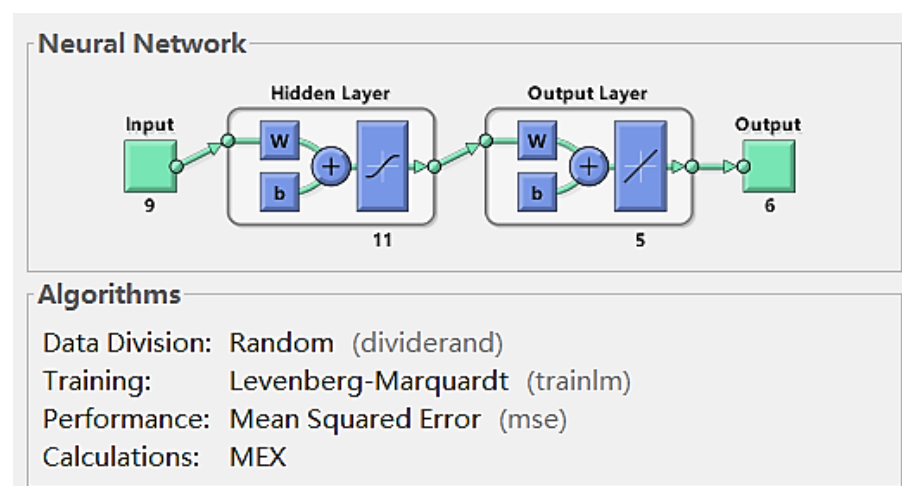 Neural Network
Hidden Layer
Output Layer
Input
Output
W
W
b
b
9
6
11
5
Algorithms
Data Division: Random (dividerand)
Training: Levenberg-Marquardt (trainlm)
Performance: Mean Squared Error (mse)
Calculations: MEX